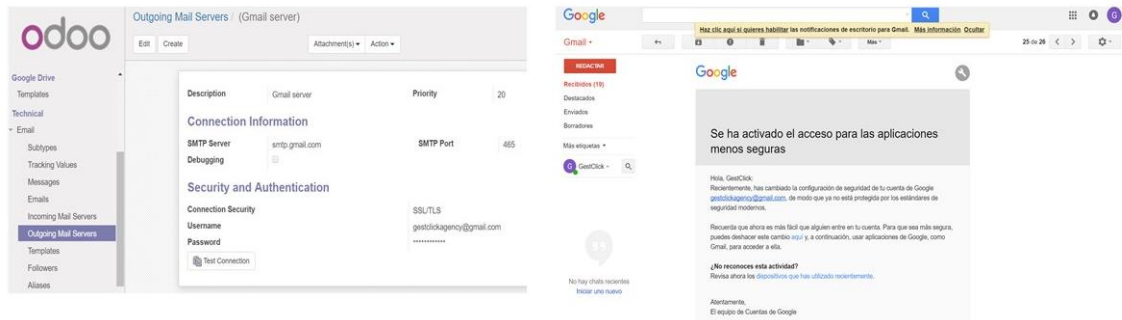 odoo
Outgoing Mail Servers / (Gmail server)
Edit Create Attachment(s) Action
Google Drive
Templates
Technical
Email
Subtypes
Tracking Values
Messages
Emails
Incoming Mail Servers
Outgoing Mail Servers
Templates
Followers
Aliases
Description Gmail server Priority 20
Connection Information
SMTP Server smtp.gmail.com SMTP Port 465
Debugging
Security and Authentication
Connection Security SSL/TLS
Username gestclickagency@gmail.com
Password ************
Test Connection
Google
G
Haz clic aquí si quieres habilitar las notificaciones de escritorio para Gmail. Más información Ocultar
Gmail
Más
25 de 26
REDACTAR
Recibidos (19)
Destacados
Enviados
Borradores
Más etiquetas
G GestClick
No hay chats recientes
Iniciar uno nuevo
Google
Se ha activado el acceso para las aplicaciones
menos seguras
Hola, GestClick:
Recientemente, has cambiado la configuración de seguridad de tu cuenta de Google
gestclickagency@gmail.com, de modo que ya no está protegida por los estándares de
seguridad modernos.
Recuerda que ahora es más fácil que alguien entre en tu cuenta. Para que sea más segura,
puedes deshacer este cambio aquí y, a continuación, usar aplicaciones de Google, como
Gmail, para acceder a ella.
¿No reconoces esta actividad?
Revisa ahora los dispositivos que has utilizado recientemente.
Atentamente,
El equipo de Cuentas de Google